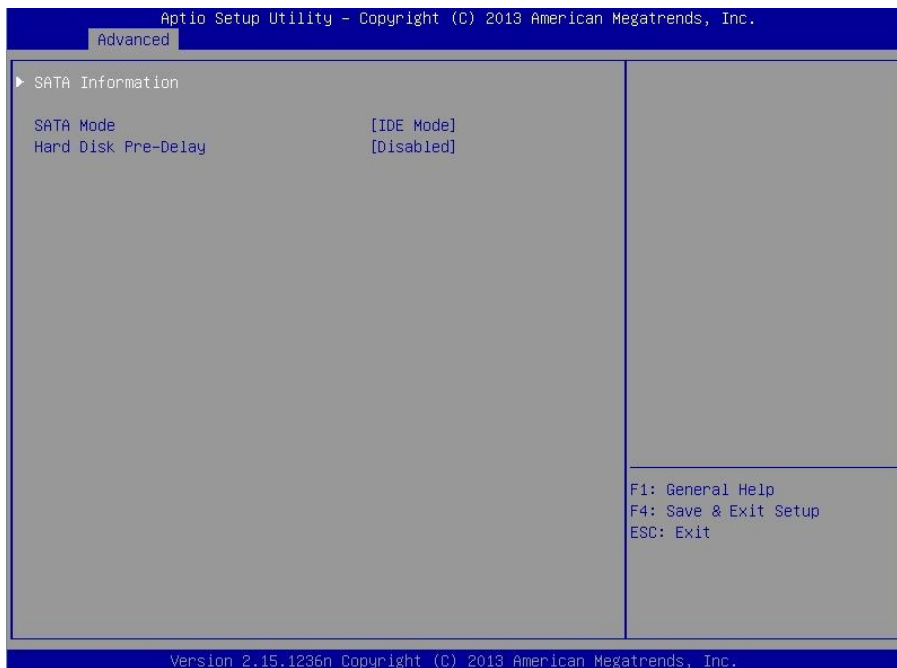 Aptio Setup Utility – Copyright (C) 2013 American Megatrends, Inc.
Advanced
SATA Information
SATA Mode [IDE Mode]
Hard Disk Pre-Delay [Disabled]
F1: General Help
F4: Save & Exit Setup
ESC: Exit
Version 2.15.1236n Copyright (C) 2013 American Megatrends, Inc.